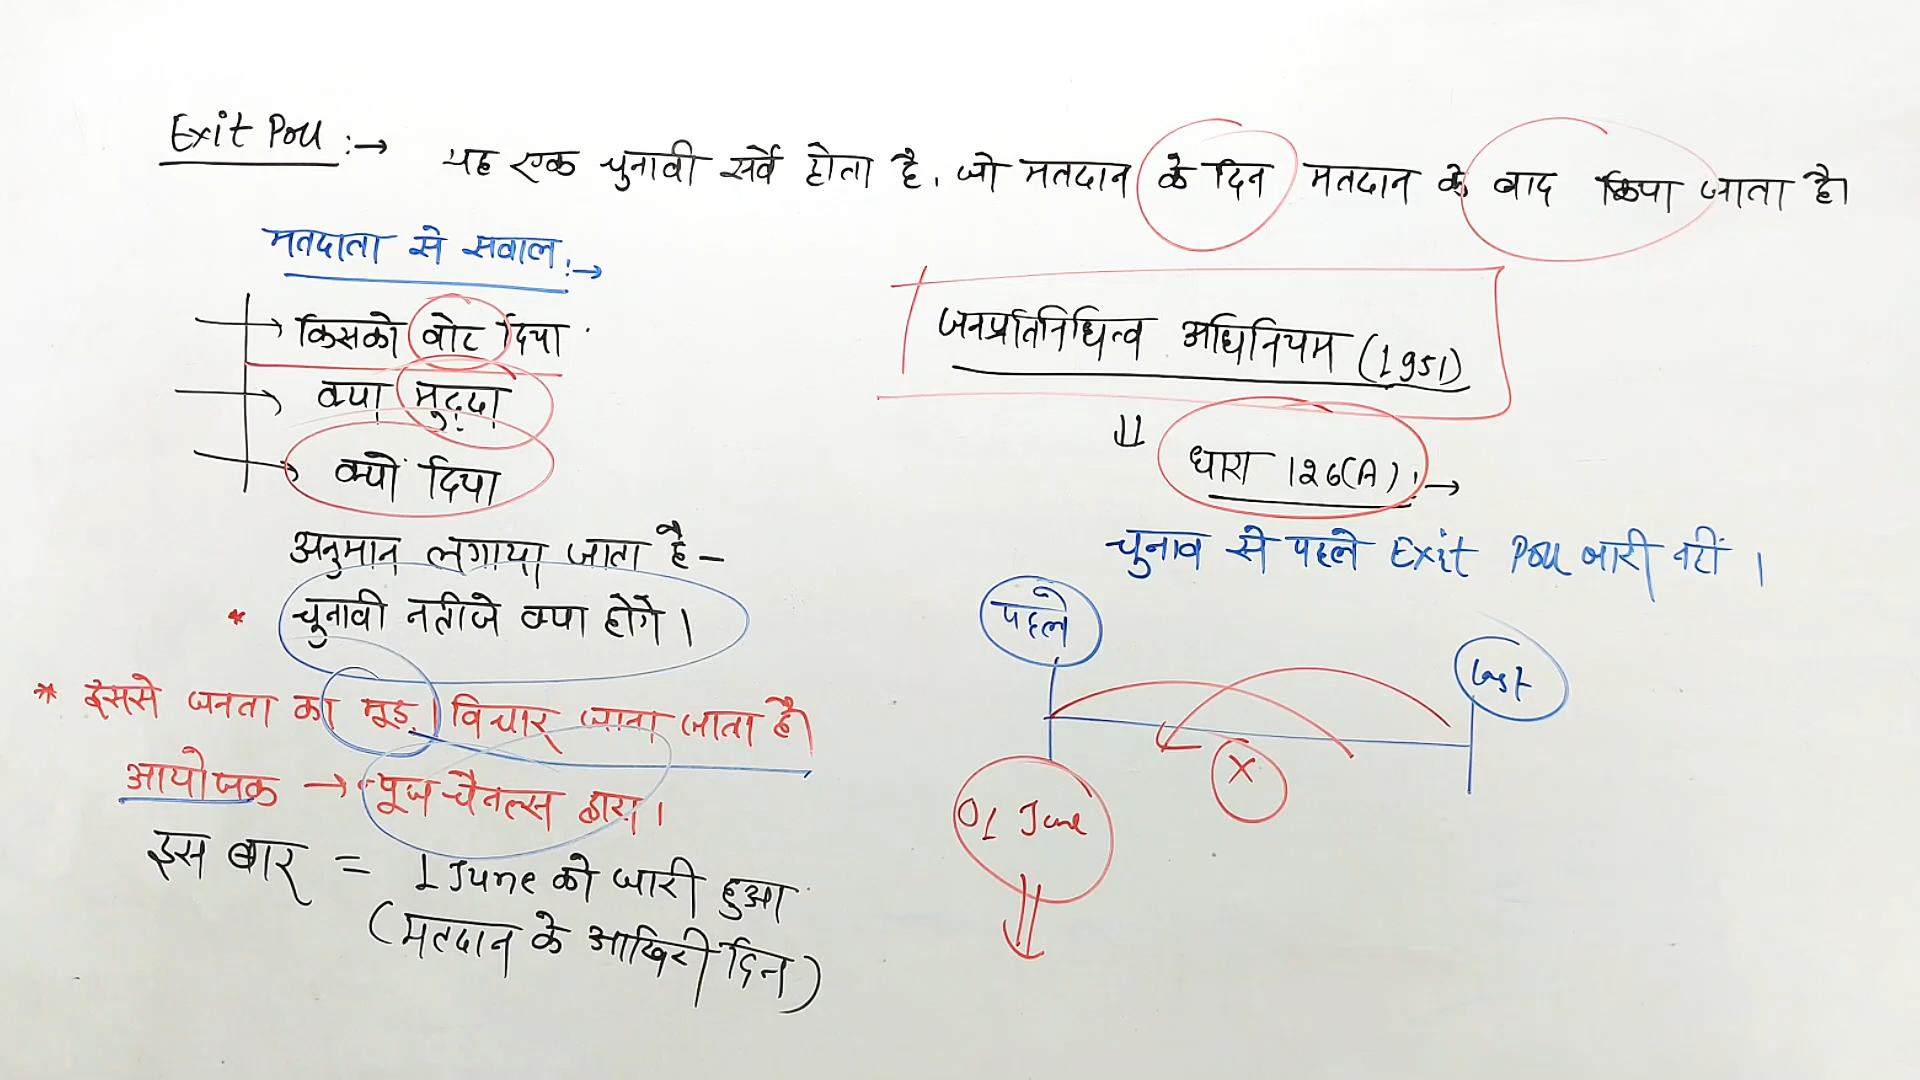 Exit Poll :→ यह एक चुनावी सर्वे होता है, जो मतदान के दिन मतदान के बाद किया जाता है।
मतदाता से सवाल :→
→ किसको वोट दिया
→ क्या मुद्दा
→ क्यों दिया
अनुमान लगाया जाता है –
* चुनावी नतीजे क्या होंगे।
* इससे जनता का मूड, विचार जाना जाता है।
आयोजक → न्यूज चैनल्स द्वारा।
इस बार = 1 June को जारी हुआ
(मतदान के आखिरी दिन)
जनप्रतिनिधित्व अधिनियम (1951)
⇓
धारा 126(A) :→
चुनाव से पहले Exit Poll जारी नहीं।
पहले
last
X
01 June
⇓